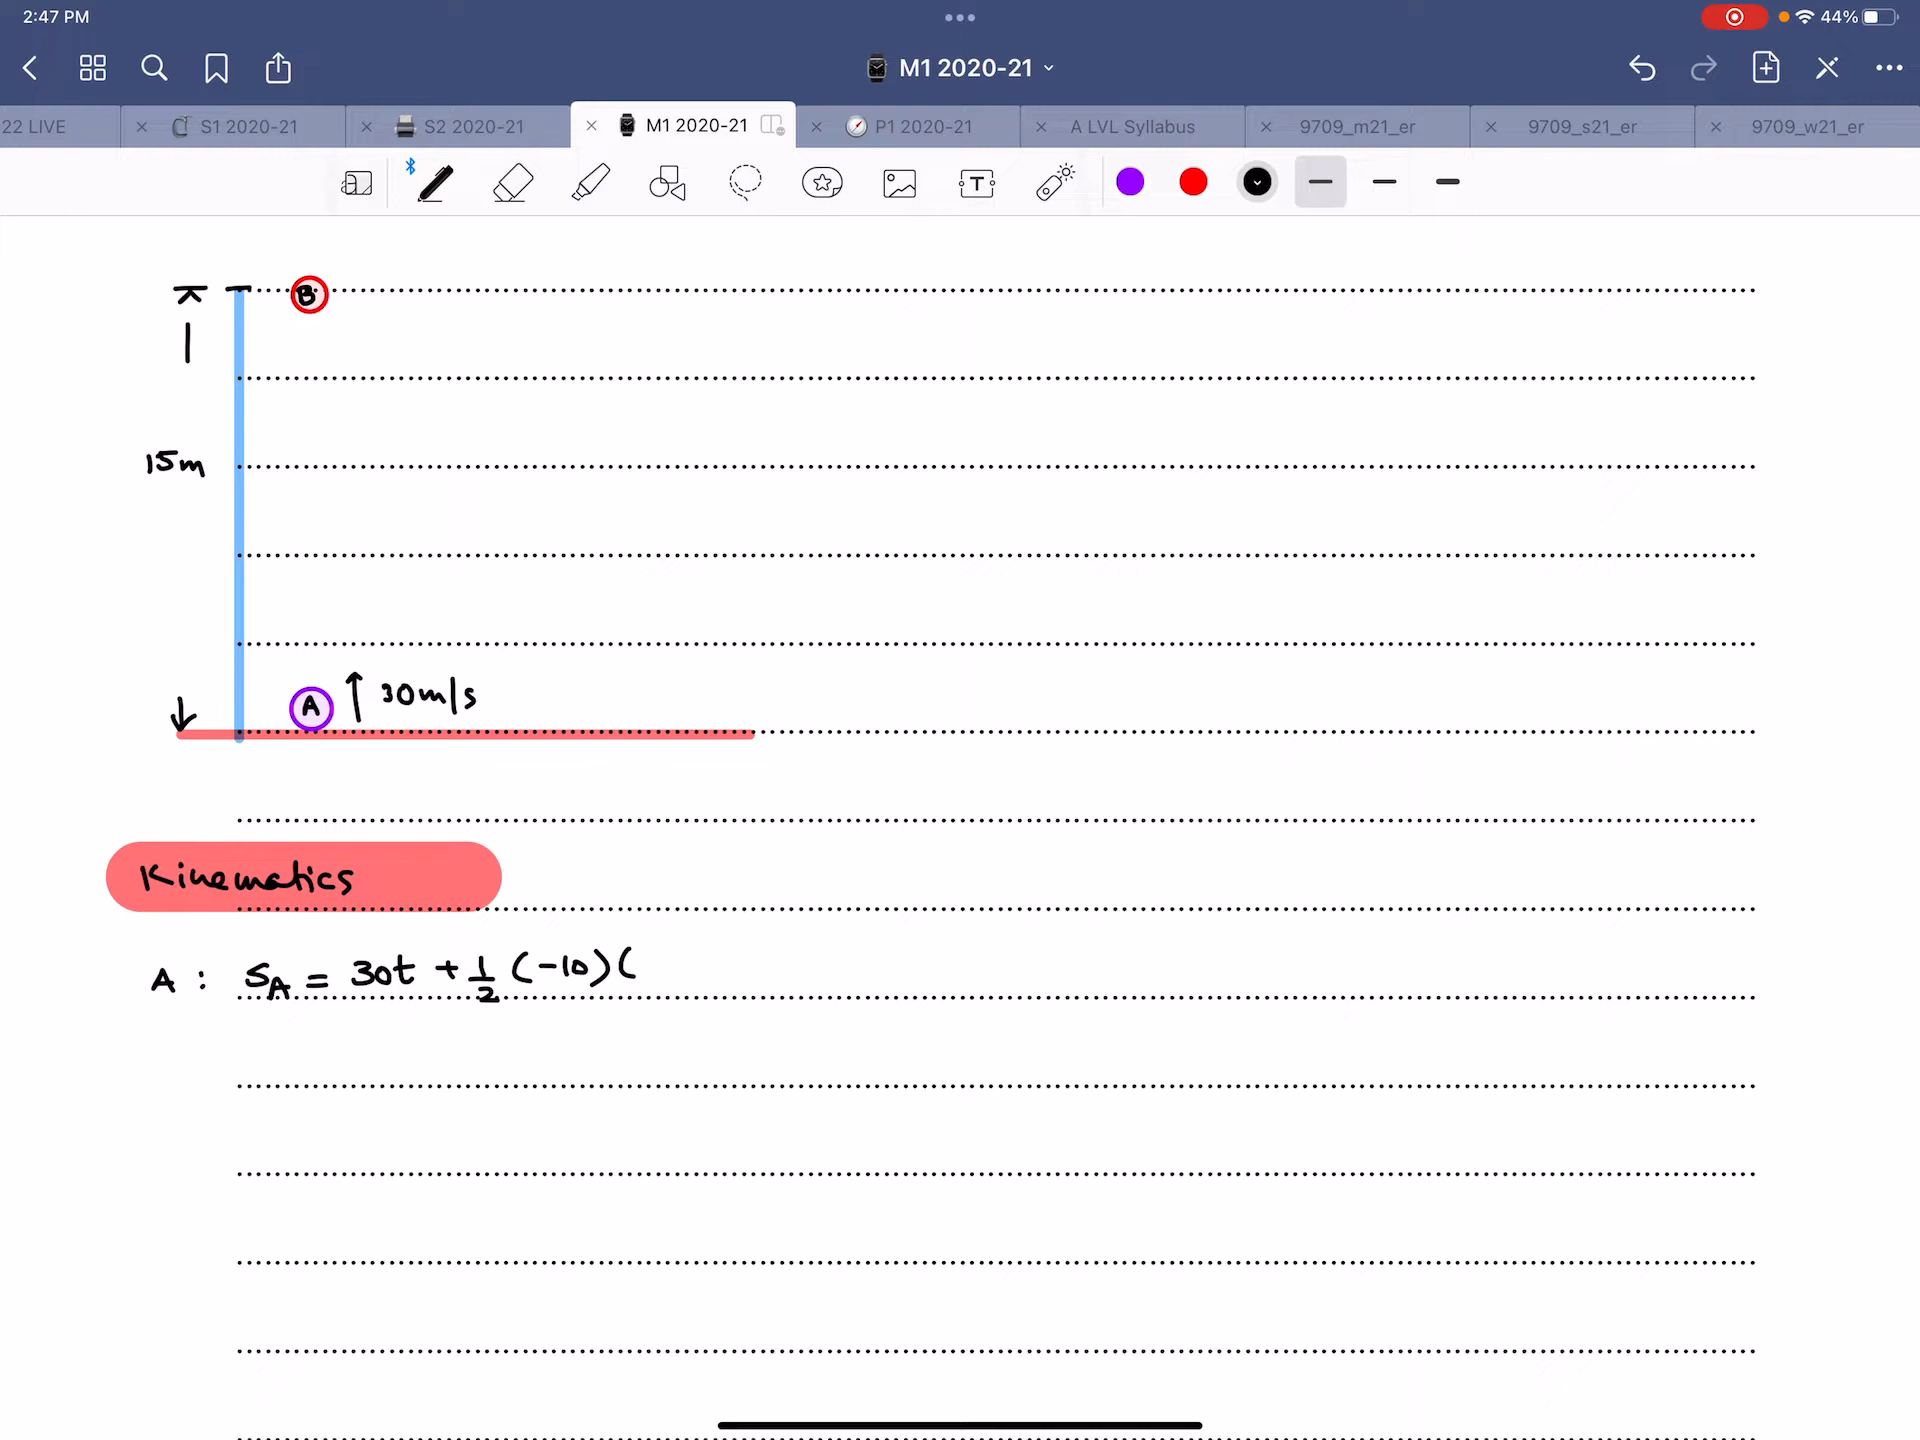 2:47 PM
44%
M1 2020-21
22 LIVE
S1 2020-21
S2 2020-21
M1 2020-21
P1 2020-21
A LVL Syllabus
9709_m21_er
9709_s21_er
9709_w21_er
B
15m
A ↑ 30m/s
Kinematics
A : S_A = 30t + 1/2 (-10)(